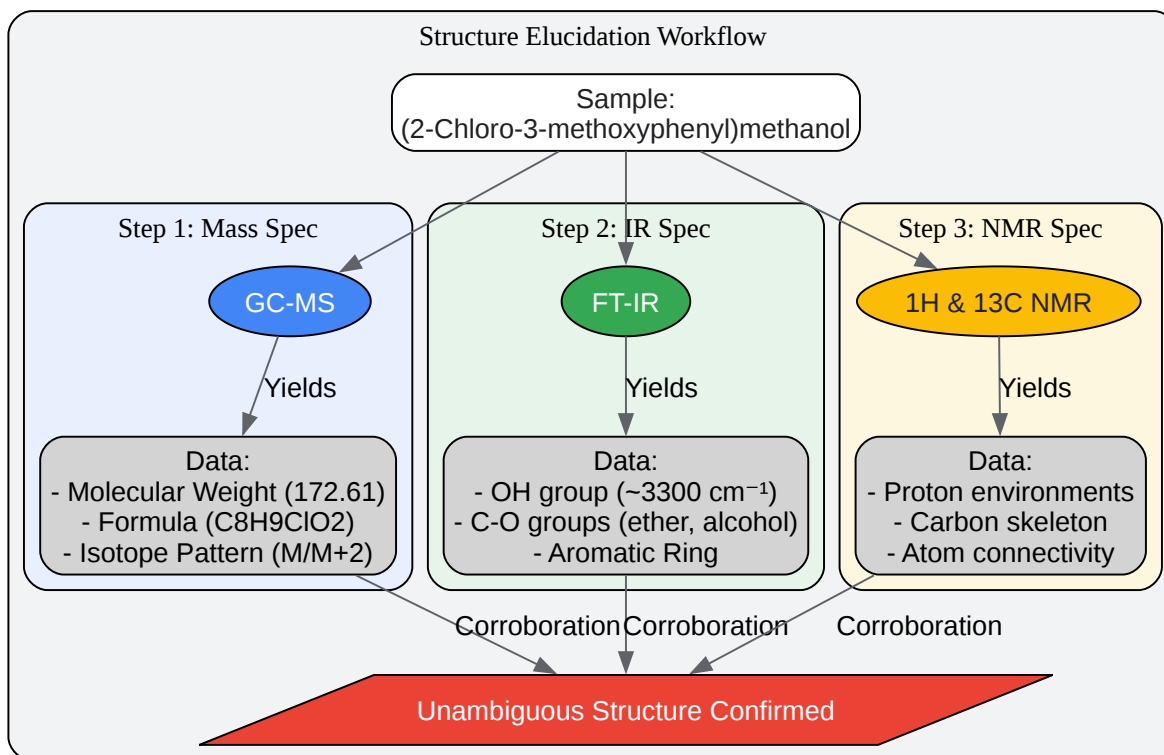 Structure Elucidation Workflow
Sample:
(2-Chloro-3-methoxyphenyl)methanol
Step 1: Mass Spec
GC-MS
Yields
Data:
- Molecular Weight (172.61)
- Formula (C8H9ClO2)
- Isotope Pattern (M/M+2)
Step 2: IR Spec
FT-IR
Yields
Data:
- OH group (~3300 cm⁻¹)
- C-O groups (ether, alcohol)
- Aromatic Ring
Step 3: NMR Spec
1H & 13C NMR
Yields
Data:
- Proton environments
- Carbon skeleton
- Atom connectivity
Corroboration
Corroboration
Corroboration
Unambiguous Structure Confirmed